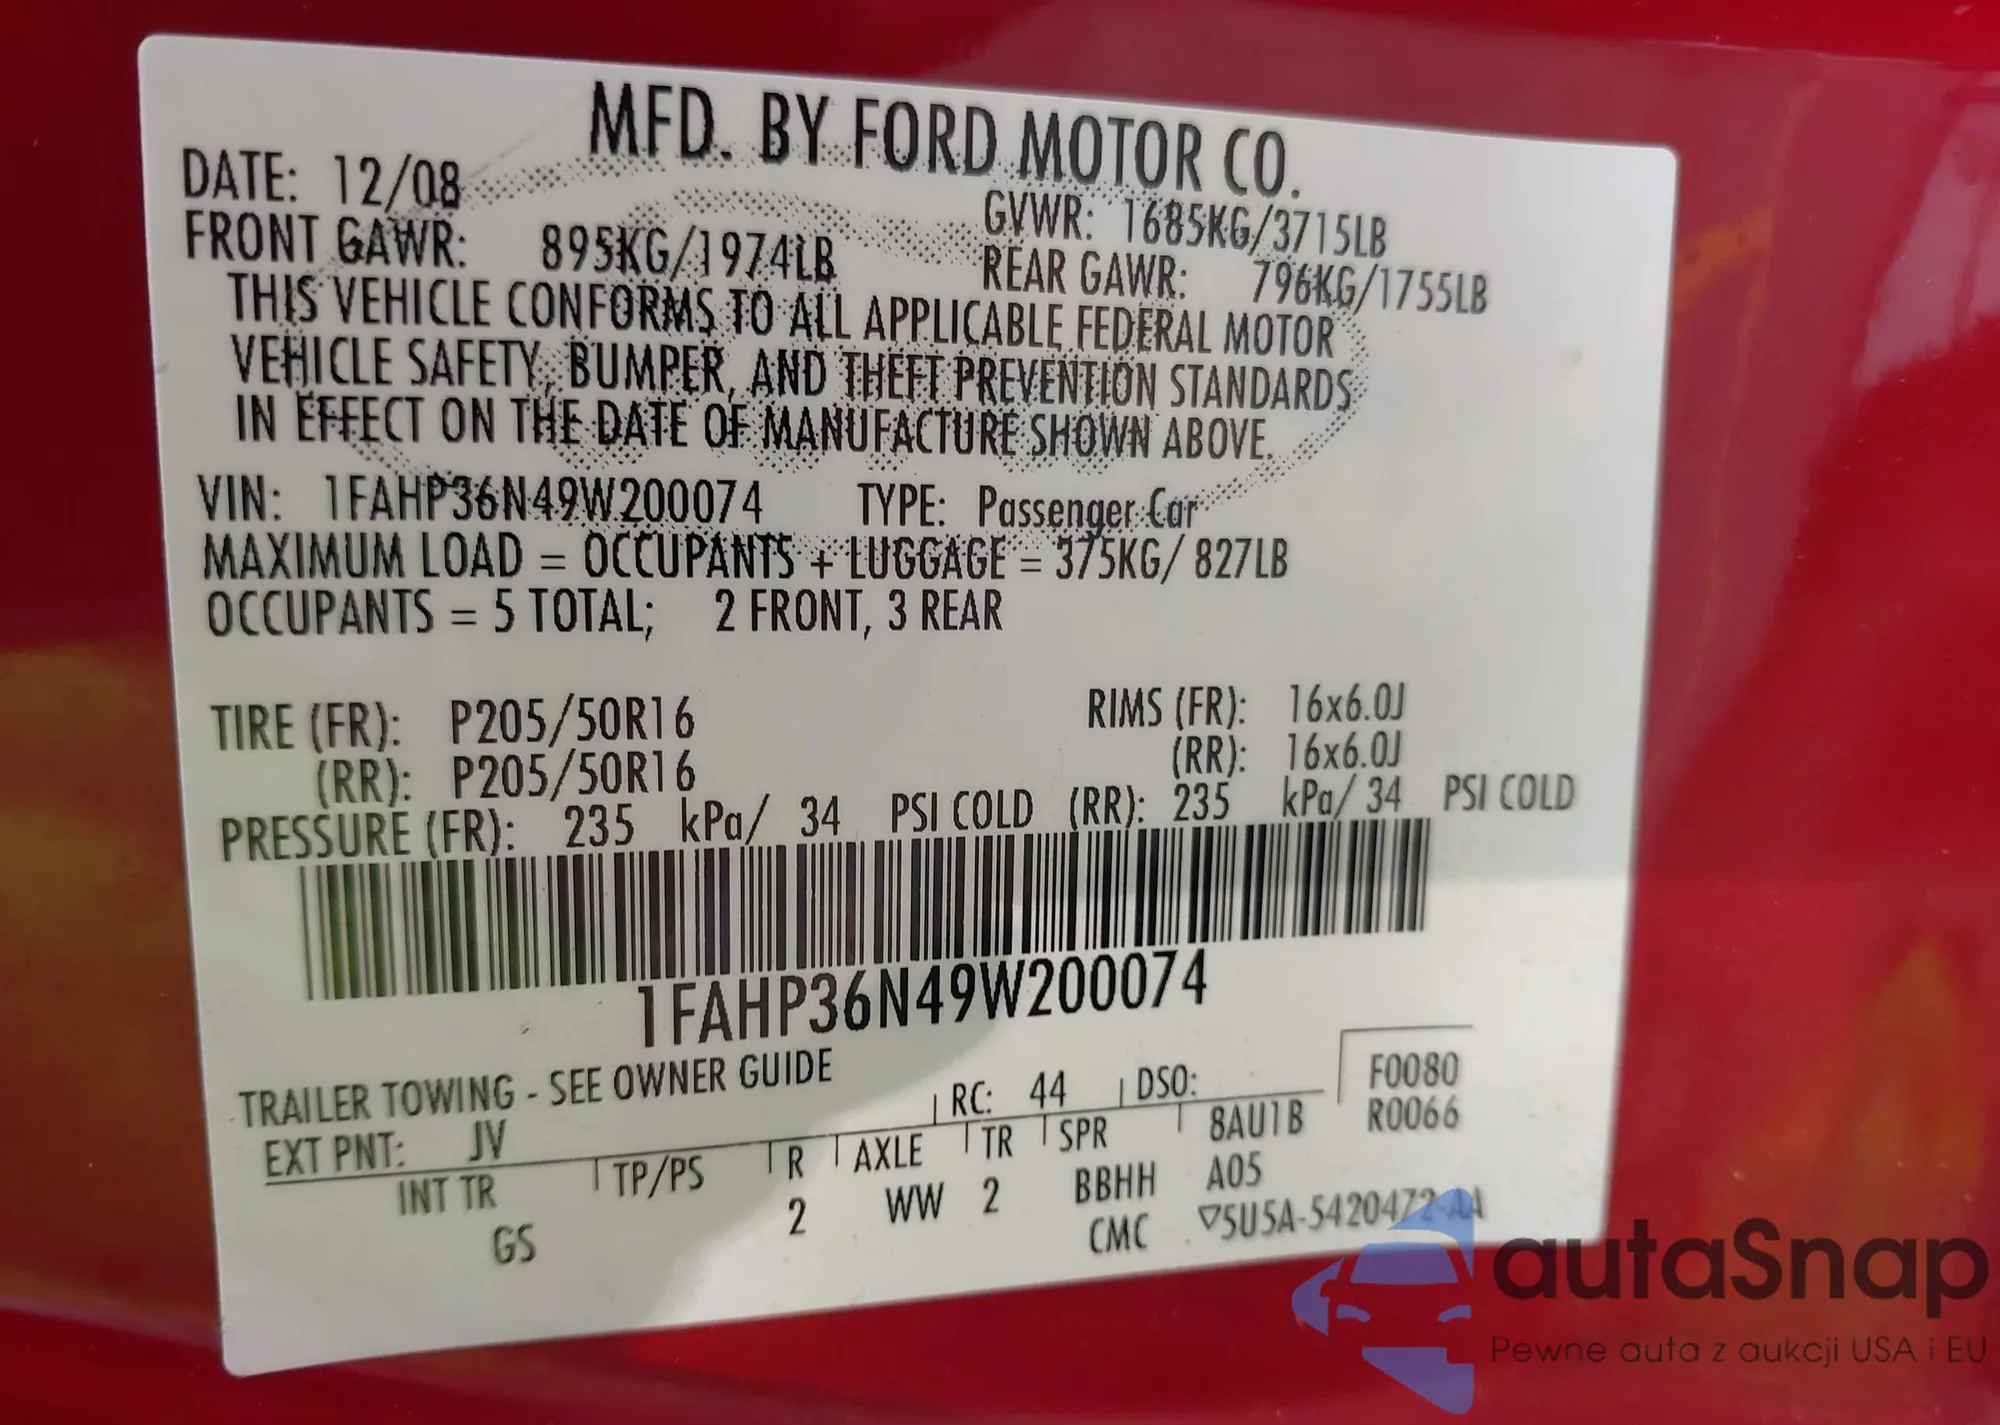 MFD. BY FORD MOTOR CO.
DATE: 12/08 GVWR: 1685KG/3715LB
FRONT GAWR: 895KG/1974LB REAR GAWR: 796KG/1755LB
THIS VEHICLE CONFORMS TO ALL APPLICABLE FEDERAL MOTOR
VEHICLE SAFETY, BUMPER, AND THEFT PREVENTION STANDARDS
IN EFFECT ON THE DATE OF MANUFACTURE SHOWN ABOVE.
VIN: 1FAHP36N49W200074 TYPE: Passenger Car
MAXIMUM LOAD = OCCUPANTS + LUGGAGE = 375KG/ 827LB
OCCUPANTS = 5 TOTAL; 2 FRONT, 3 REAR
TIRE (FR): P205/50R16 RIMS (FR): 16x6.0J
(RR): P205/50R16 (RR): 16x6.0J
PRESSURE (FR): 235 kPa/ 34 PSI COLD (RR): 235 kPa/ 34 PSI COLD
1FAHP36N49W200074
TRAILER TOWING - SEE OWNER GUIDE RC: 44 DSO: F0080
EXT PNT: JV 8AU1B R0066
INT TR TP/PS R AXLE TR SPR A05
GS 2 WW 2 BBHH
CMC ▽5U5A-5420472-AA
autaSnap
Pewne auta z aukcji USA i EU